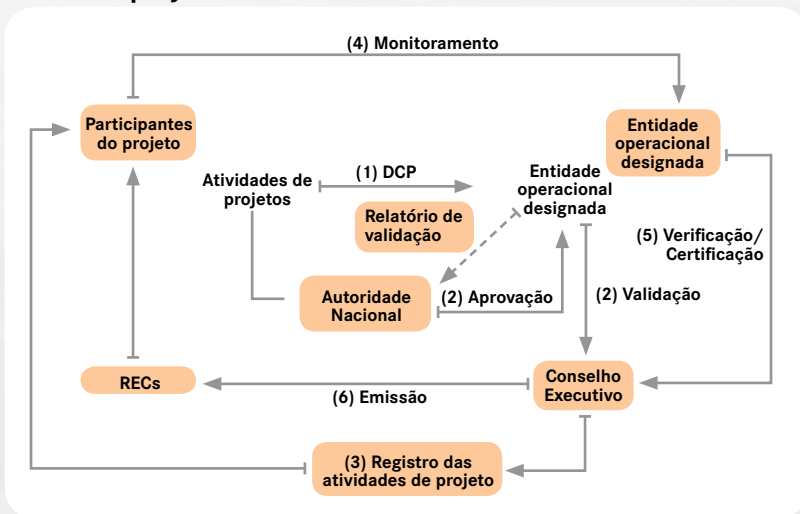 (4) Monitoramento
Participantes
do projeto
Entidade
operacional
designada
Atividades de
projetos
(1) DCP
Entidade
operacional
designada
Relatório de
validação
(5) Verificação/
Certificação
Autoridade
Nacional
(2) Aprovação
(2) Validação
RECs
(6) Emissão
Conselho
Executivo
(3) Registro das
atividades de projeto